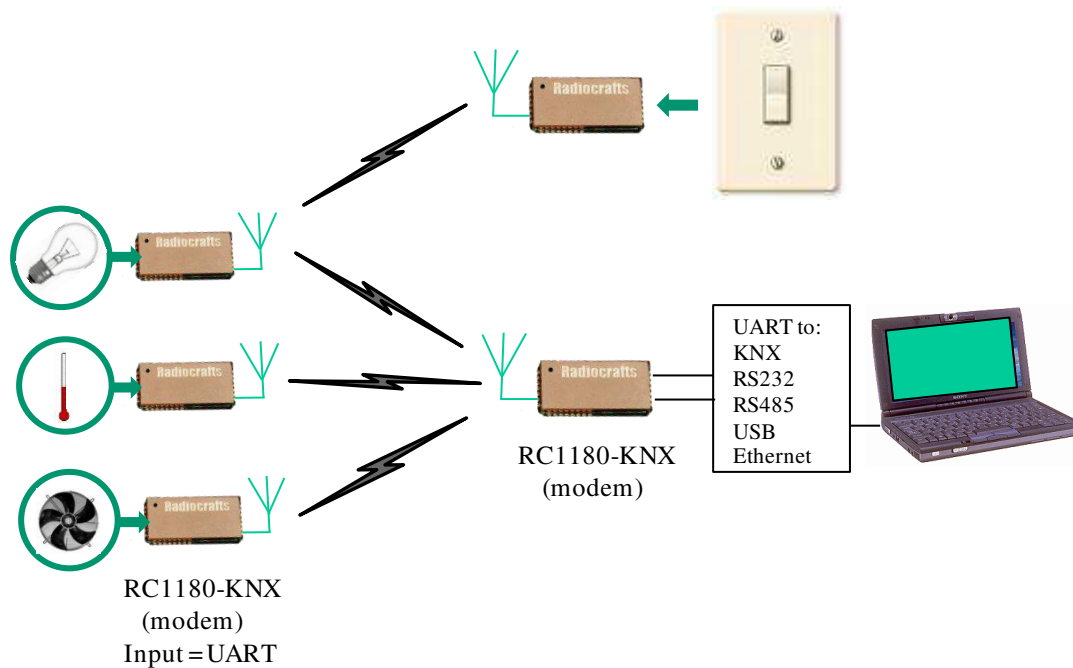 Radiocrafts
Radiocrafts
Radiocrafts
Radiocrafts
UART to:
KNX
RS232
RS485
USB
Ethernet
RC1180-KNX
(modem)
Radiocrafts
RC1180-KNX
(modem)
Input = UART
SONY